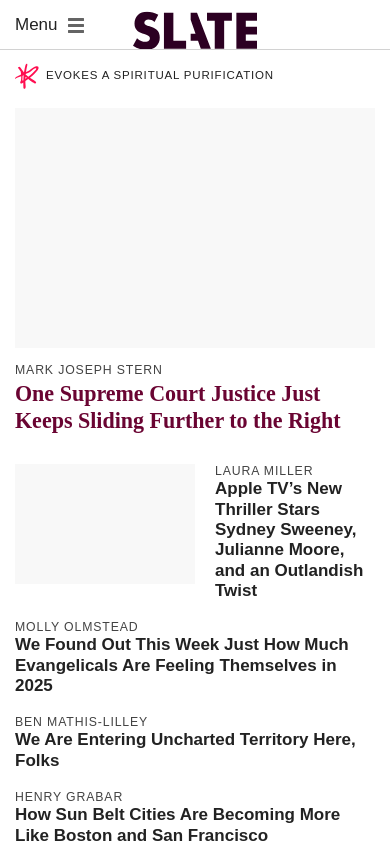 Menu
SLATE
EVOKES A SPIRITUAL PURIFICATION
MARK JOSEPH STERN
One Supreme Court Justice Just
Keeps Sliding Further to the Right
LAURA MILLER
Apple TV’s New
Thriller Stars
Sydney Sweeney,
Julianne Moore,
and an Outlandish
Twist
MOLLY OLMSTEAD
We Found Out This Week Just How Much
Evangelicals Are Feeling Themselves in
2025
BEN MATHIS-LILLEY
We Are Entering Uncharted Territory Here,
Folks
HENRY GRABAR
How Sun Belt Cities Are Becoming More
Like Boston and San Francisco